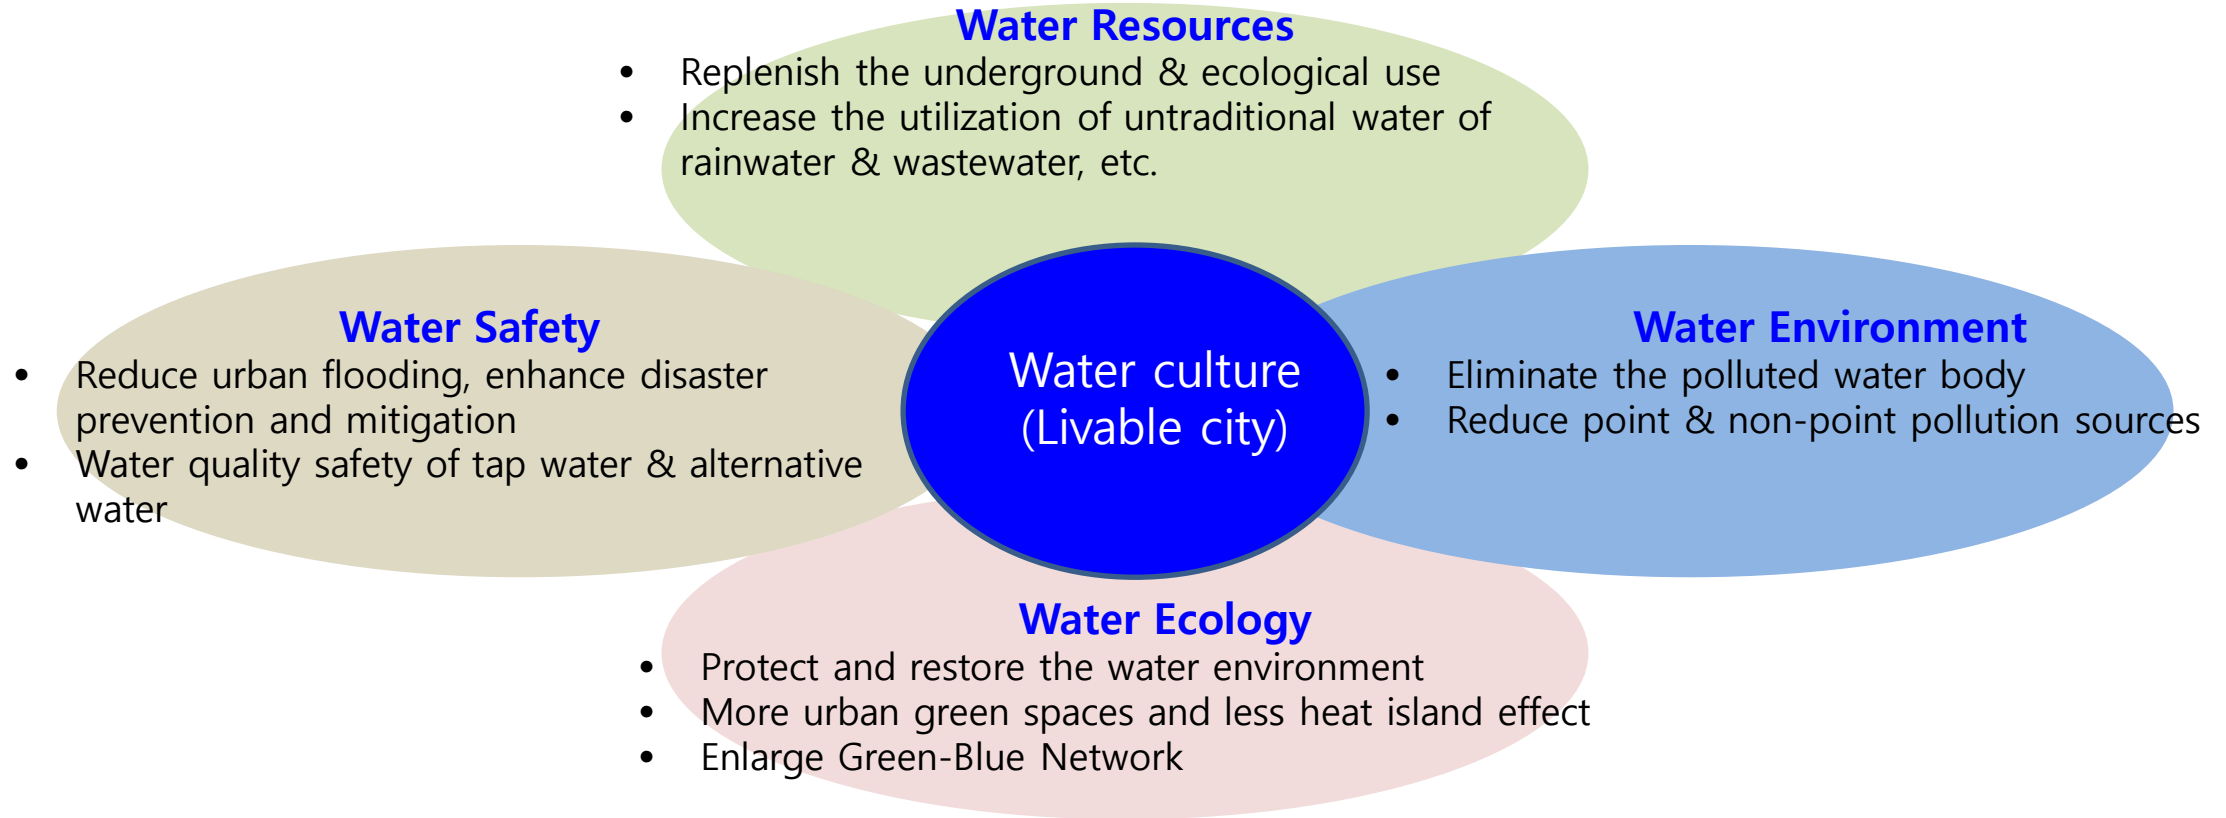 Water Resources
• Replenish the underground & ecological use
• Increase the utilization of untraditional water of
rainwater & wastewater, etc.
Water Safety
• Reduce urban flooding, enhance disaster
prevention and mitigation
• Water quality safety of tap water & alternative
water
Water culture
(Livable city)
Water Environment
• Eliminate the polluted water body
• Reduce point & non-point pollution sources
Water Ecology
• Protect and restore the water environment
• More urban green spaces and less heat island effect
• Enlarge Green-Blue Network